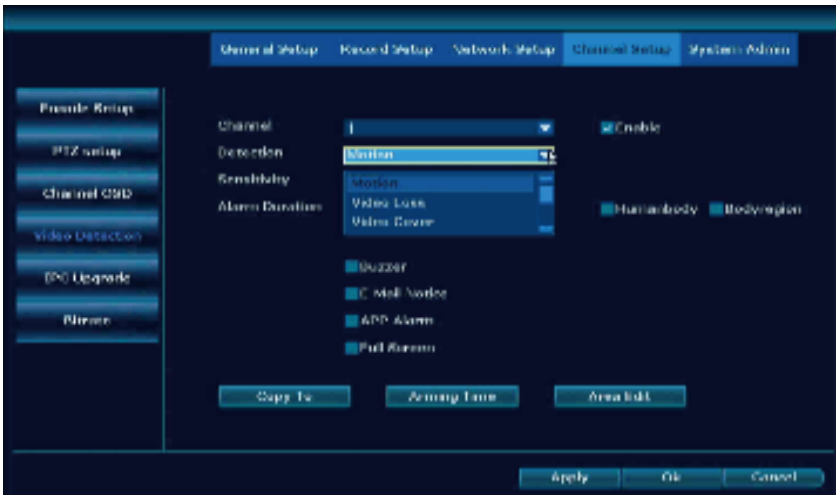 General Setup Record Setup Network Setup Channel Setup System Admin
Encode Setup
PTZ setup
Channel OSD
Video Detection
IPC Upgrade
Channel 1 Enable
Detection Motion
Sensitivity Motion
Alarm Duration Video Loss
Video Cover
Humanbody Bodyregion
Buzzer
E-Mail Notice
APP Alarm
Full Screen
Copy To Arming Time Area Edit
Apply Ok Cancel